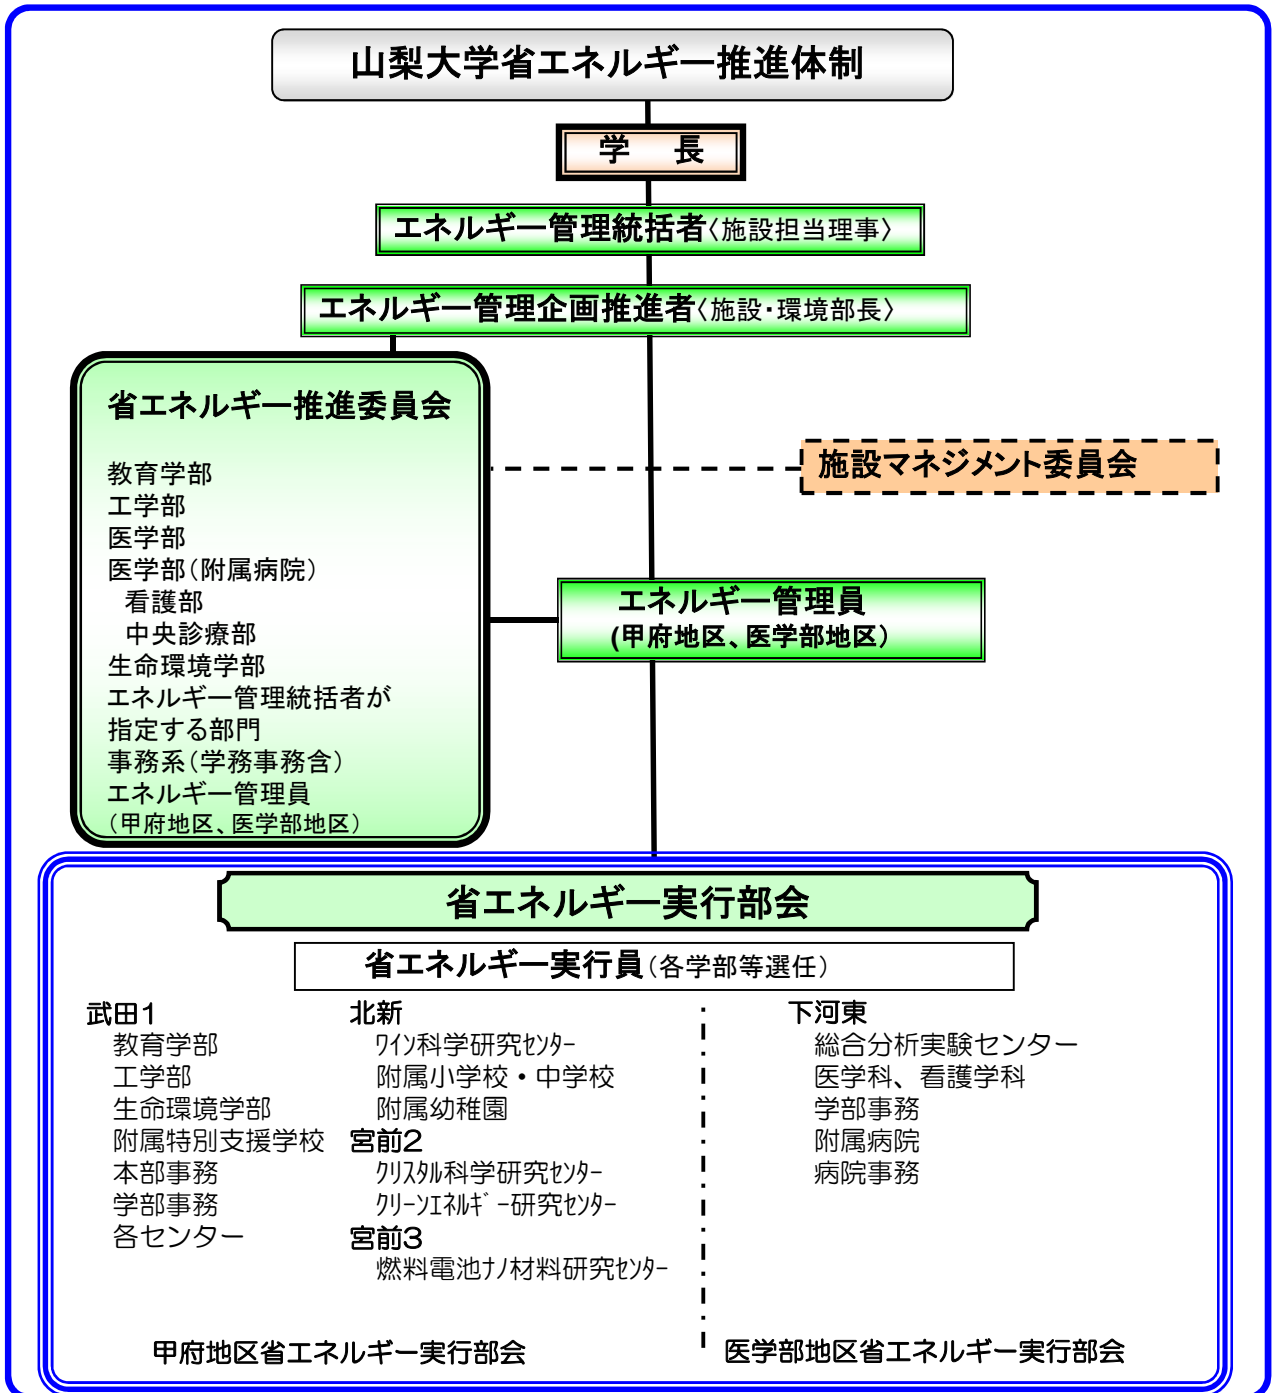 山梨大学省エネルギー推進体制
学　長
エネルギー管理統括者〈施設担当理事〉
エネルギー管理企画推進者〈施設・環境部長〉
省エネルギー推進委員会
教育学部
工学部
医学部
医学部（附属病院）
看護部
中央診療部
生命環境学部
エネルギー管理統括者が
指定する部門
事務系（学務事務含）
エネルギー管理員
（甲府地区、医学部地区）
施設マネジメント委員会
エネルギー管理員
(甲府地区、医学部地区）
省エネルギー実行部会
省エネルギー実行員（各学部等選任）
武田1
教育学部
工学部
生命環境学部
附属特別支援学校
本部事務
学部事務
各センター
北新
ﾜｲﾝ科学研究ｾﾝﾀｰ
附属小学校・中学校
附属幼稚園
宮前2
ｸﾘｽﾀﾙ科学研究ｾﾝﾀｰ
ｸﾘｰﾝｴﾈﾙｷﾞｰ研究ｾﾝﾀｰ
宮前3
燃料電池ﾅﾉ材料研究ｾﾝﾀｰ
下河東
総合分析実験センター
医学科、看護学科
学部事務
附属病院
病院事務
甲府地区省エネルギー実行部会
医学部地区省エネルギー実行部会